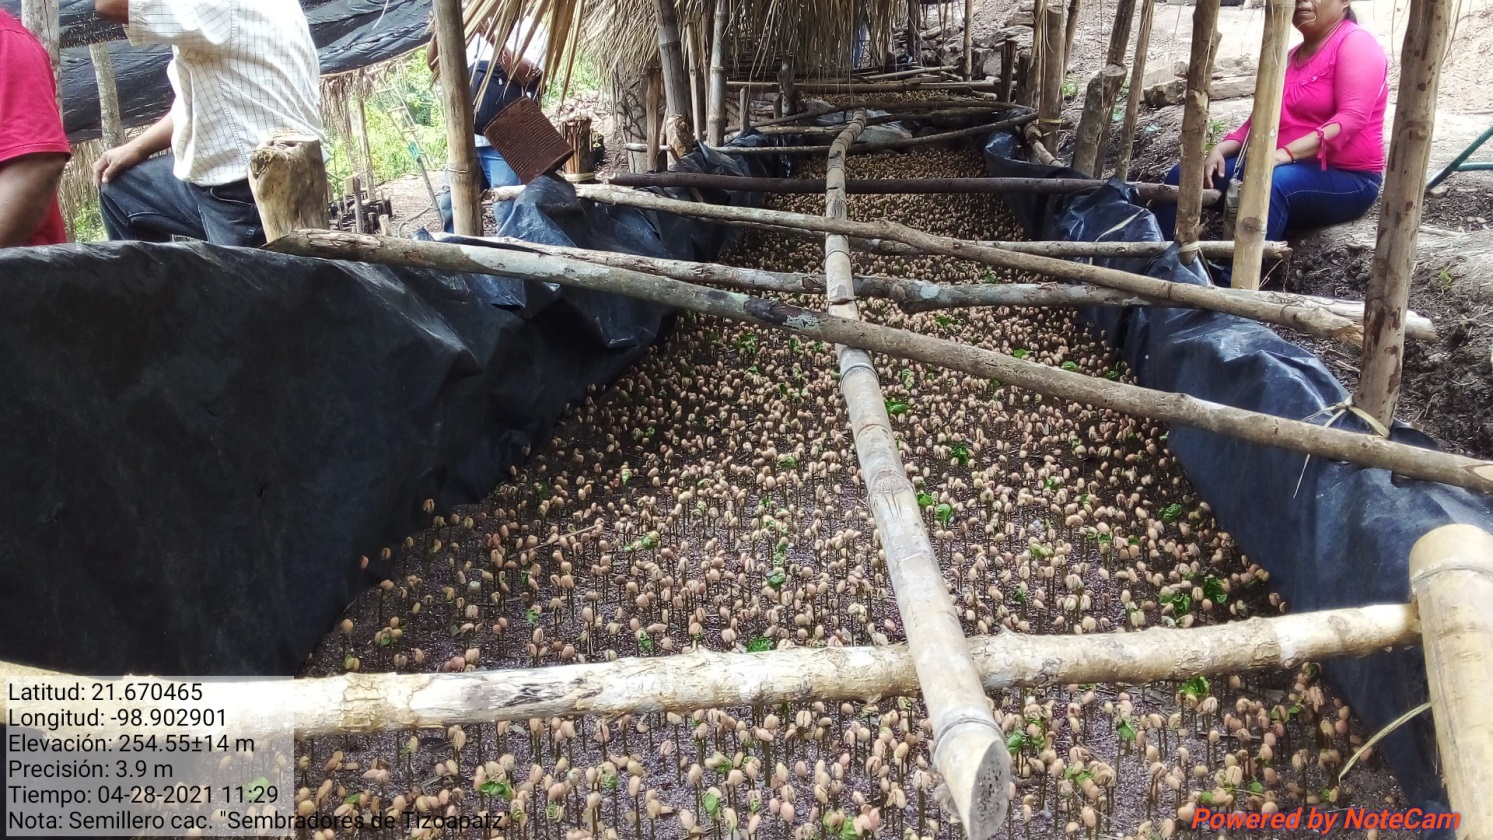 Latitud: 21.670465
Longitud: -98.902901
Elevación: 254.55±14 m
Precisión: 3.9 m
Tiempo: 04-28-2021 11:29
Nota: Semillero cac. "Sembradores de Tizoapatz"
Powered by NoteCam